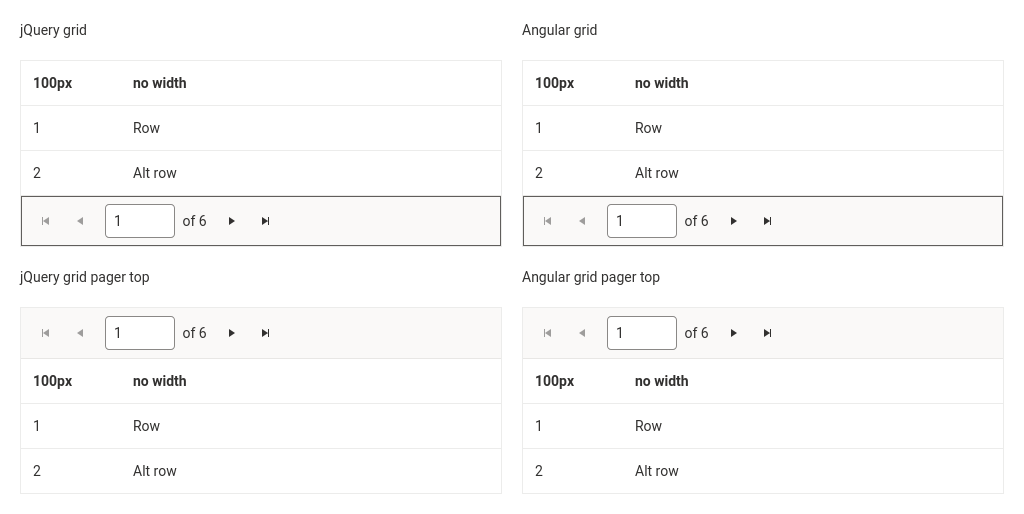 jQuery grid
100px no width
1 Row
2 Alt row
1 of 6
Angular grid
100px no width
1 Row
2 Alt row
1 of 6
jQuery grid pager top
1 of 6
100px no width
1 Row
2 Alt row
Angular grid pager top
1 of 6
100px no width
1 Row
2 Alt row